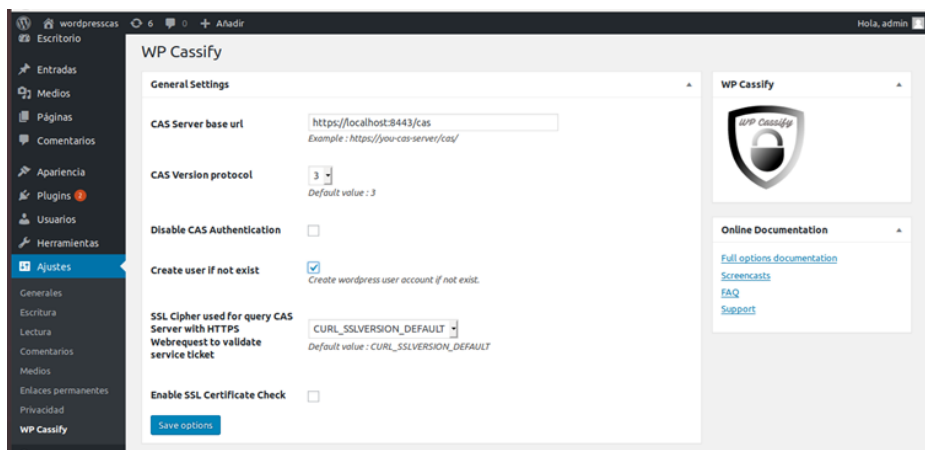 wordpresscas 6 0 + Añadir Hola, admin
Escritorio
Entradas
Medios
Páginas
Comentarios
Apariencia
Plugins 2
Usuarios
Herramientas
Ajustes
Generales
Escritura
Lectura
Comentarios
Medios
Enlaces permanentes
Privacidad
WP Cassify
WP Cassify
General Settings
CAS Server base url
https://localhost:8443/cas
Example : https://you-cas-server/cas/
CAS Version protocol
3
Default value : 3
Disable CAS Authentication
Create user if not exist
Create wordpress user account if not exist.
SSL Cipher used for query CAS
Server with HTTPS
Webrequest to validate
service ticket
CURL_SSLVERSION_DEFAULT
Default value : CURL_SSLVERSION_DEFAULT
Enable SSL Certificate Check
Save options
WP Cassify
WP Cassify
Online Documentation
Full options documentation
Screencasts
FAQ
Support